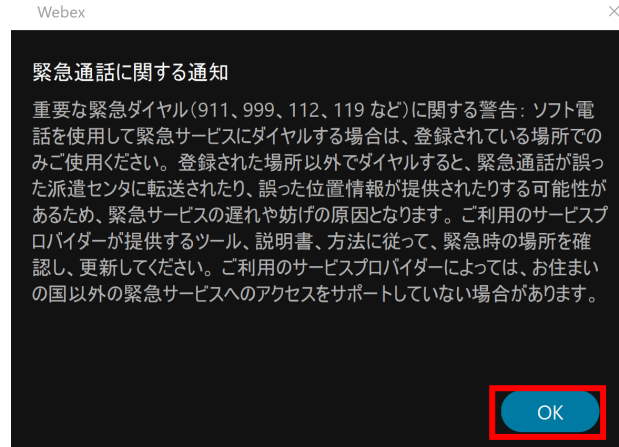 Webex
緊急通話に関する通知
重要な緊急ダイヤル(911、999、112、119 など)に関する警告: ソフト電
話を使用して緊急サービスにダイヤルする場合は、登録されている場所での
みご使用ください。登録された場所以外でダイヤルすると、緊急通話が誤っ
た派遣センタに転送されたり、誤った位置情報が提供されたりする可能性が
あるため、緊急サービスの遅れや妨げの原因となります。ご利用のサービスプ
ロバイダーが提供するツール、説明書、方法に従って、緊急時の場所を確
認し、更新してください。ご利用のサービスプロバイダーによっては、お住まい
の国以外の緊急サービスへのアクセスをサポートしていない場合があります。
OK